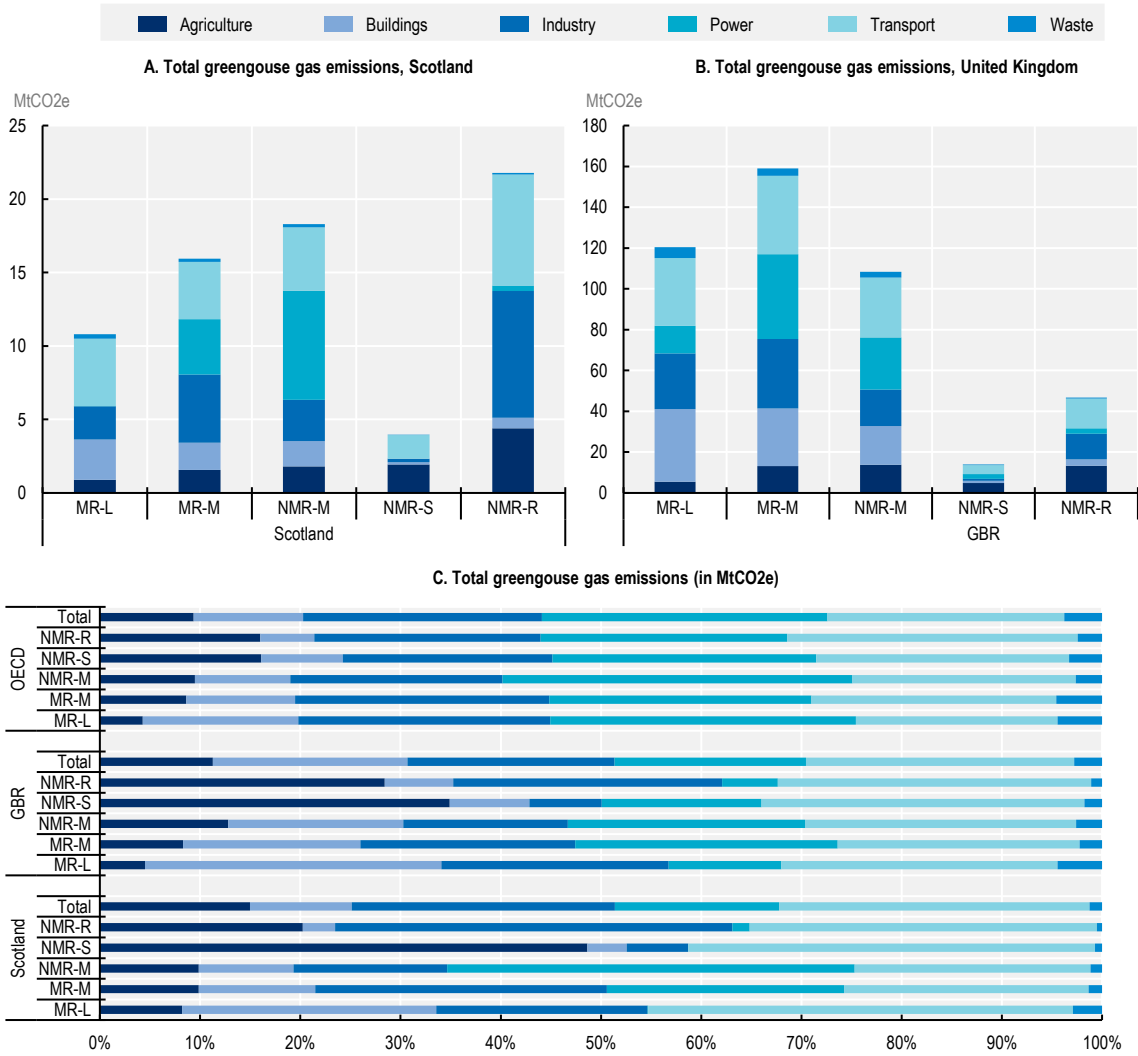 Agriculture Buildings Industry Power Transport Waste
A. Total greengouse gas emissions, Scotland
MtCO2e
25
20
15
10
5
0
MR-L MR-M NMR-M NMR-S NMR-R
Scotland
B. Total greengouse gas emissions, United Kingdom
MtCO2e
180
160
140
120
100
80
60
40
20
0
MR-L MR-M NMR-M NMR-S NMR-R
GBR
C. Total greengouse gas emissions (in MtCO2e)
OECD
Total
NMR-R
NMR-S
NMR-M
MR-M
MR-L
GBR
Total
NMR-R
NMR-S
NMR-M
MR-M
MR-L
Scotland
Total
NMR-R
NMR-S
NMR-M
MR-M
MR-L
0% 10% 20% 30% 40% 50% 60% 70% 80% 90% 100%